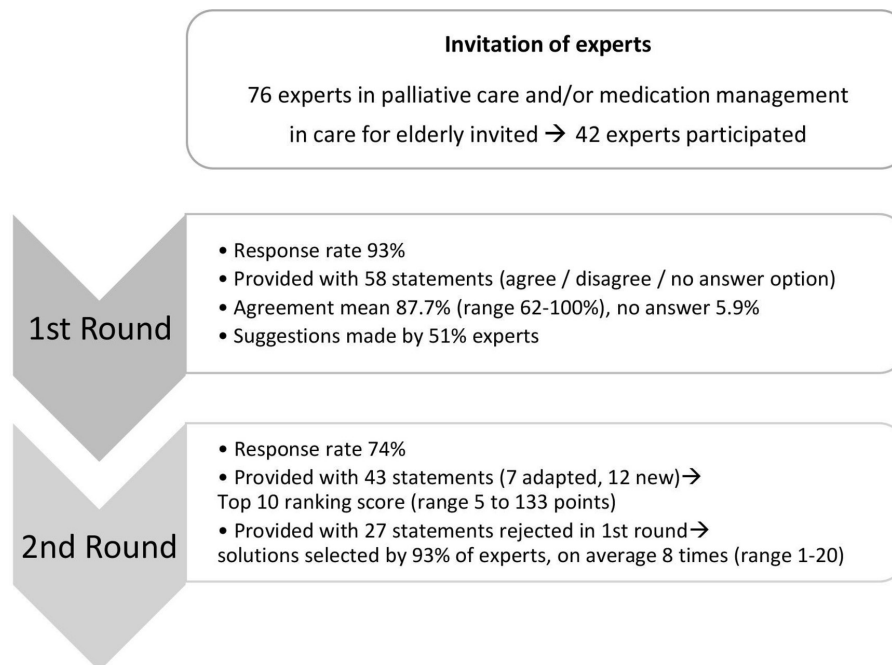 Invitation of experts
76 experts in palliative care and/or medication management
in care for elderly invited → 42 experts participated
1st Round
• Response rate 93%
• Provided with 58 statements (agree / disagree / no answer option)
• Agreement mean 87.7% (range 62-100%), no answer 5.9%
• Suggestions made by 51% experts
2nd Round
• Response rate 74%
• Provided with 43 statements (7 adapted, 12 new)→
Top 10 ranking score (range 5 to 133 points)
• Provided with 27 statements rejected in 1st round→
solutions selected by 93% of experts, on average 8 times (range 1-20)